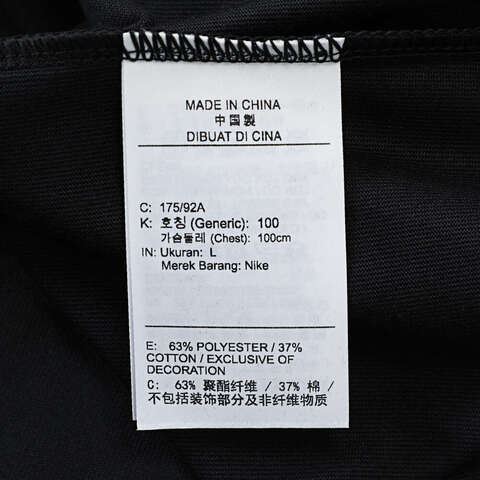 MADE IN CHINA
中国製
DIBUAT DI CINA
C: 175/92A
K: 호칭 (Generic): 100
가슴둘레 (Chest): 100cm
IN: Ukuran: L
Merek Barang: Nike
E: 63% POLYESTER / 37%
COTTON / EXCLUSIVE OF
DECORATION
C: 63% 聚酯纤维 / 37% 棉 /
不包括装饰部分及非纤维物质